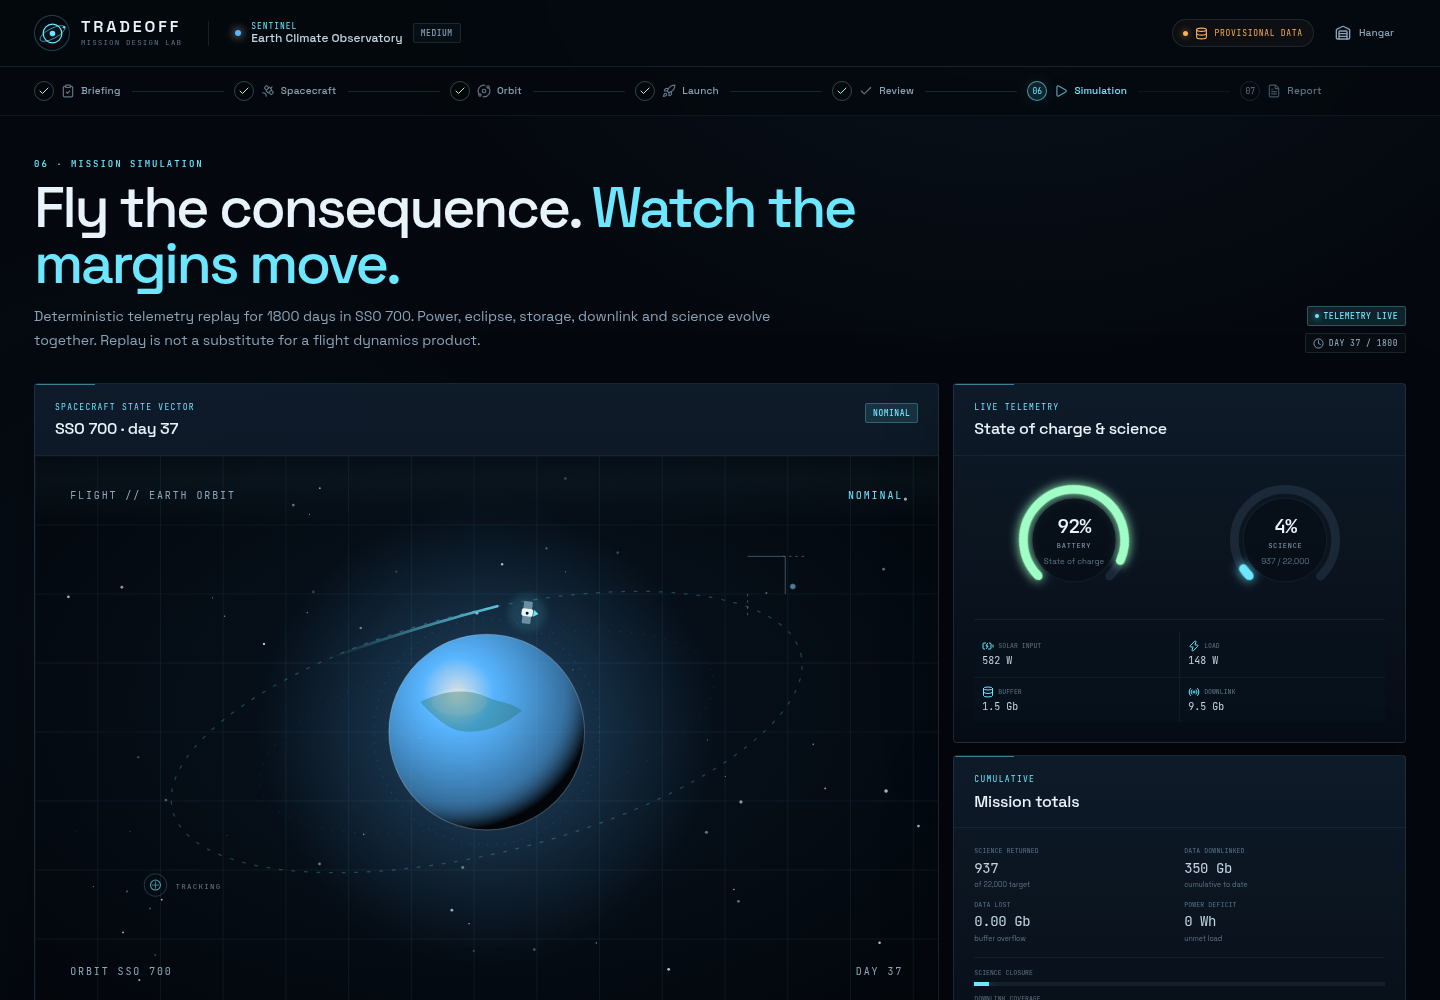 TRADEOFF
MISSION DESIGN LAB
SENTINEL
Earth Climate Observatory
MEDIUM
PROVISIONAL DATA
Hangar
Briefing
Spacecraft
Orbit
Launch
Review
06
Simulation
07
Report
06 · MISSION SIMULATION
Fly the consequence. Watch the
margins move.
Deterministic telemetry replay for 1800 days in SSO 700. Power, eclipse, storage, downlink and science evolve
together. Replay is not a substitute for a flight dynamics product.
TELEMETRY LIVE
DAY 37 / 1800
SPACECRAFT STATE VECTOR
SSO 700 · day 37
NOMINAL
FLIGHT // EARTH ORBIT
NOMINAL
TRACKING
ORBIT SSO 700
DAY 37
LIVE TELEMETRY
State of charge & science
92%
BATTERY
State of charge
4%
SCIENCE
937 / 22,000
SOLAR INPUT
582 W
LOAD
148 W
BUFFER
1.5 Gb
DOWNLINK
9.5 Gb
CUMULATIVE
Mission totals
SCIENCE RETURNED
937
of 22,000 target
DATA DOWNLINKED
350 Gb
cumulative to date
DATA LOST
0.00 Gb
buffer overflow
POWER DEFICIT
0 Wh
unmet load
SCIENCE CLOSURE
DOWNLINK COVERAGE